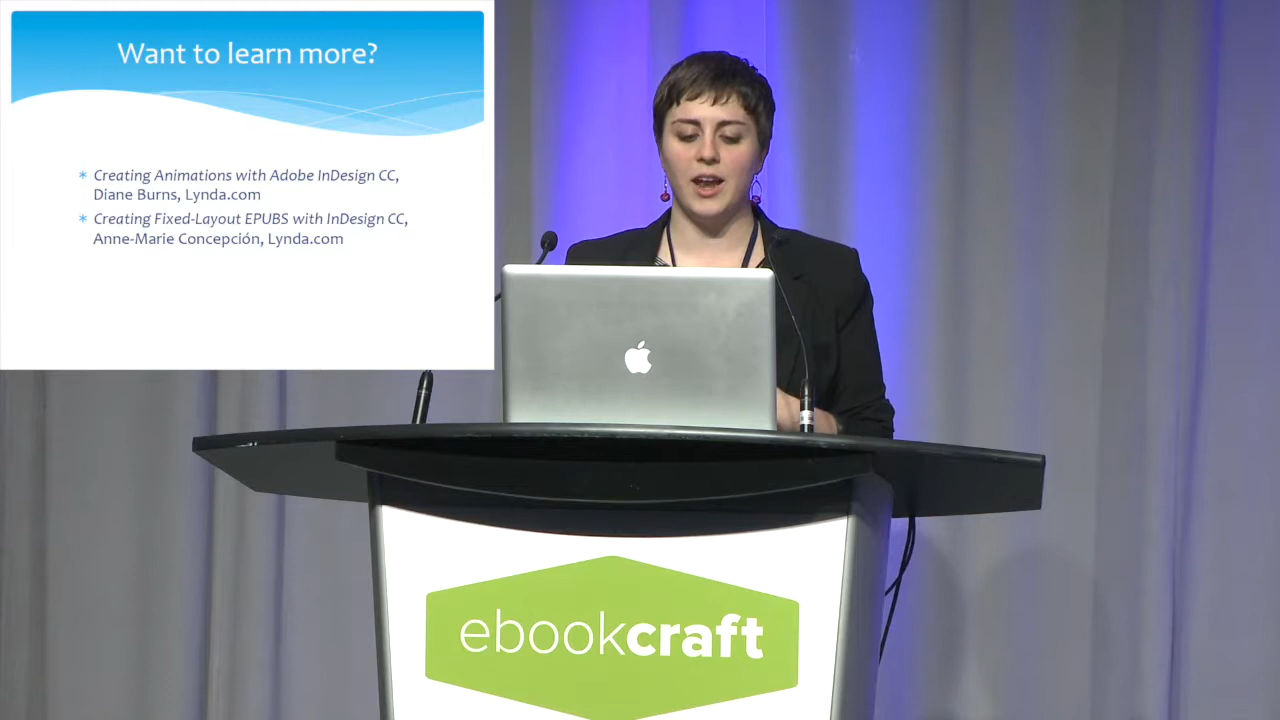 Want to learn more?
* Creating Animations with Adobe InDesign CC,
Diane Burns, Lynda.com
* Creating Fixed-Layout EPUBS with InDesign CC,
Anne-Marie Concepción, Lynda.com
ebookcraft